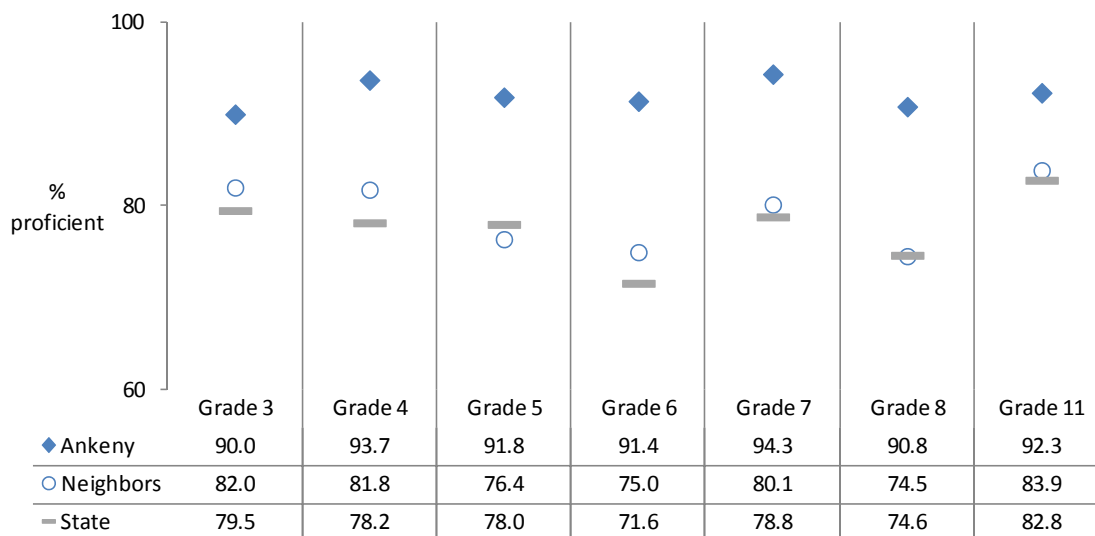 100
80
60
%
proficient
Grade 3 Grade 4 Grade 5 Grade 6 Grade 7 Grade 8 Grade 11
Ankeny 90.0 93.7 91.8 91.4 94.3 90.8 92.3
Neighbors 82.0 81.8 76.4 75.0 80.1 74.5 83.9
State 79.5 78.2 78.0 71.6 78.8 74.6 82.8